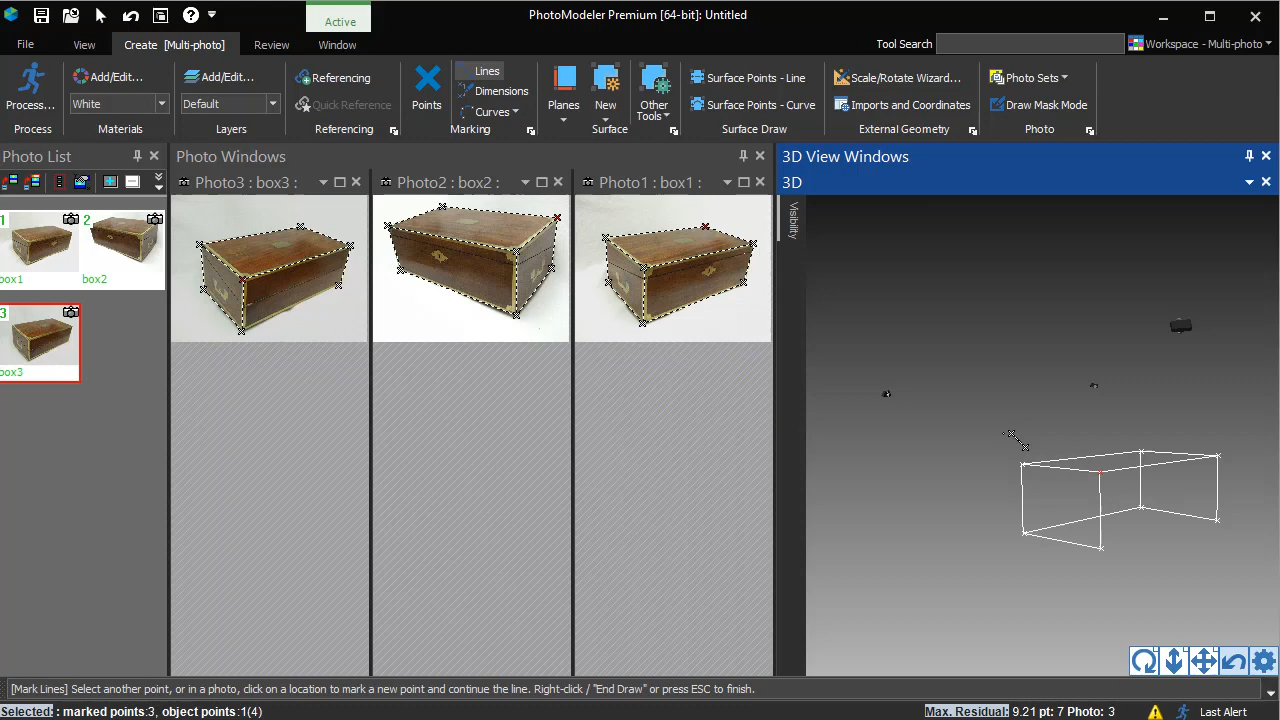 PhotoModeler Premium [64-bit]: Untitled
Active
File
View
Create [Multi-photo]
Review
Window
Tool Search
Workspace - Multi-photo
Process...
Process
Add/Edit...
White
Materials
Add/Edit...
Default
Layers
Referencing
Quick Reference
Referencing
Points
Lines
Dimensions
Curves
Marking
Planes
New
Other Tools
Surface
Surface Points - Line
Surface Points - Curve
Surface Draw
Scale/Rotate Wizard...
Imports and Coordinates
External Geometry
Photo Sets
Draw Mask Mode
Photo
Photo List
Photo Windows
3D View Windows
Photo3 : box3 :
Photo2 : box2 :
Photo1 : box1 :
3D
Visibility
1
box1
2
box2
3
box3
[Mark Lines] Select another point, or in a photo, click on a location to mark a new point and continue the line. Right-click / "End Draw" or press ESC to finish.
Selected: : marked points:3, object points:1(4)
Max. Residual: 9.21 pt: 7 Photo: 3
Last Alert